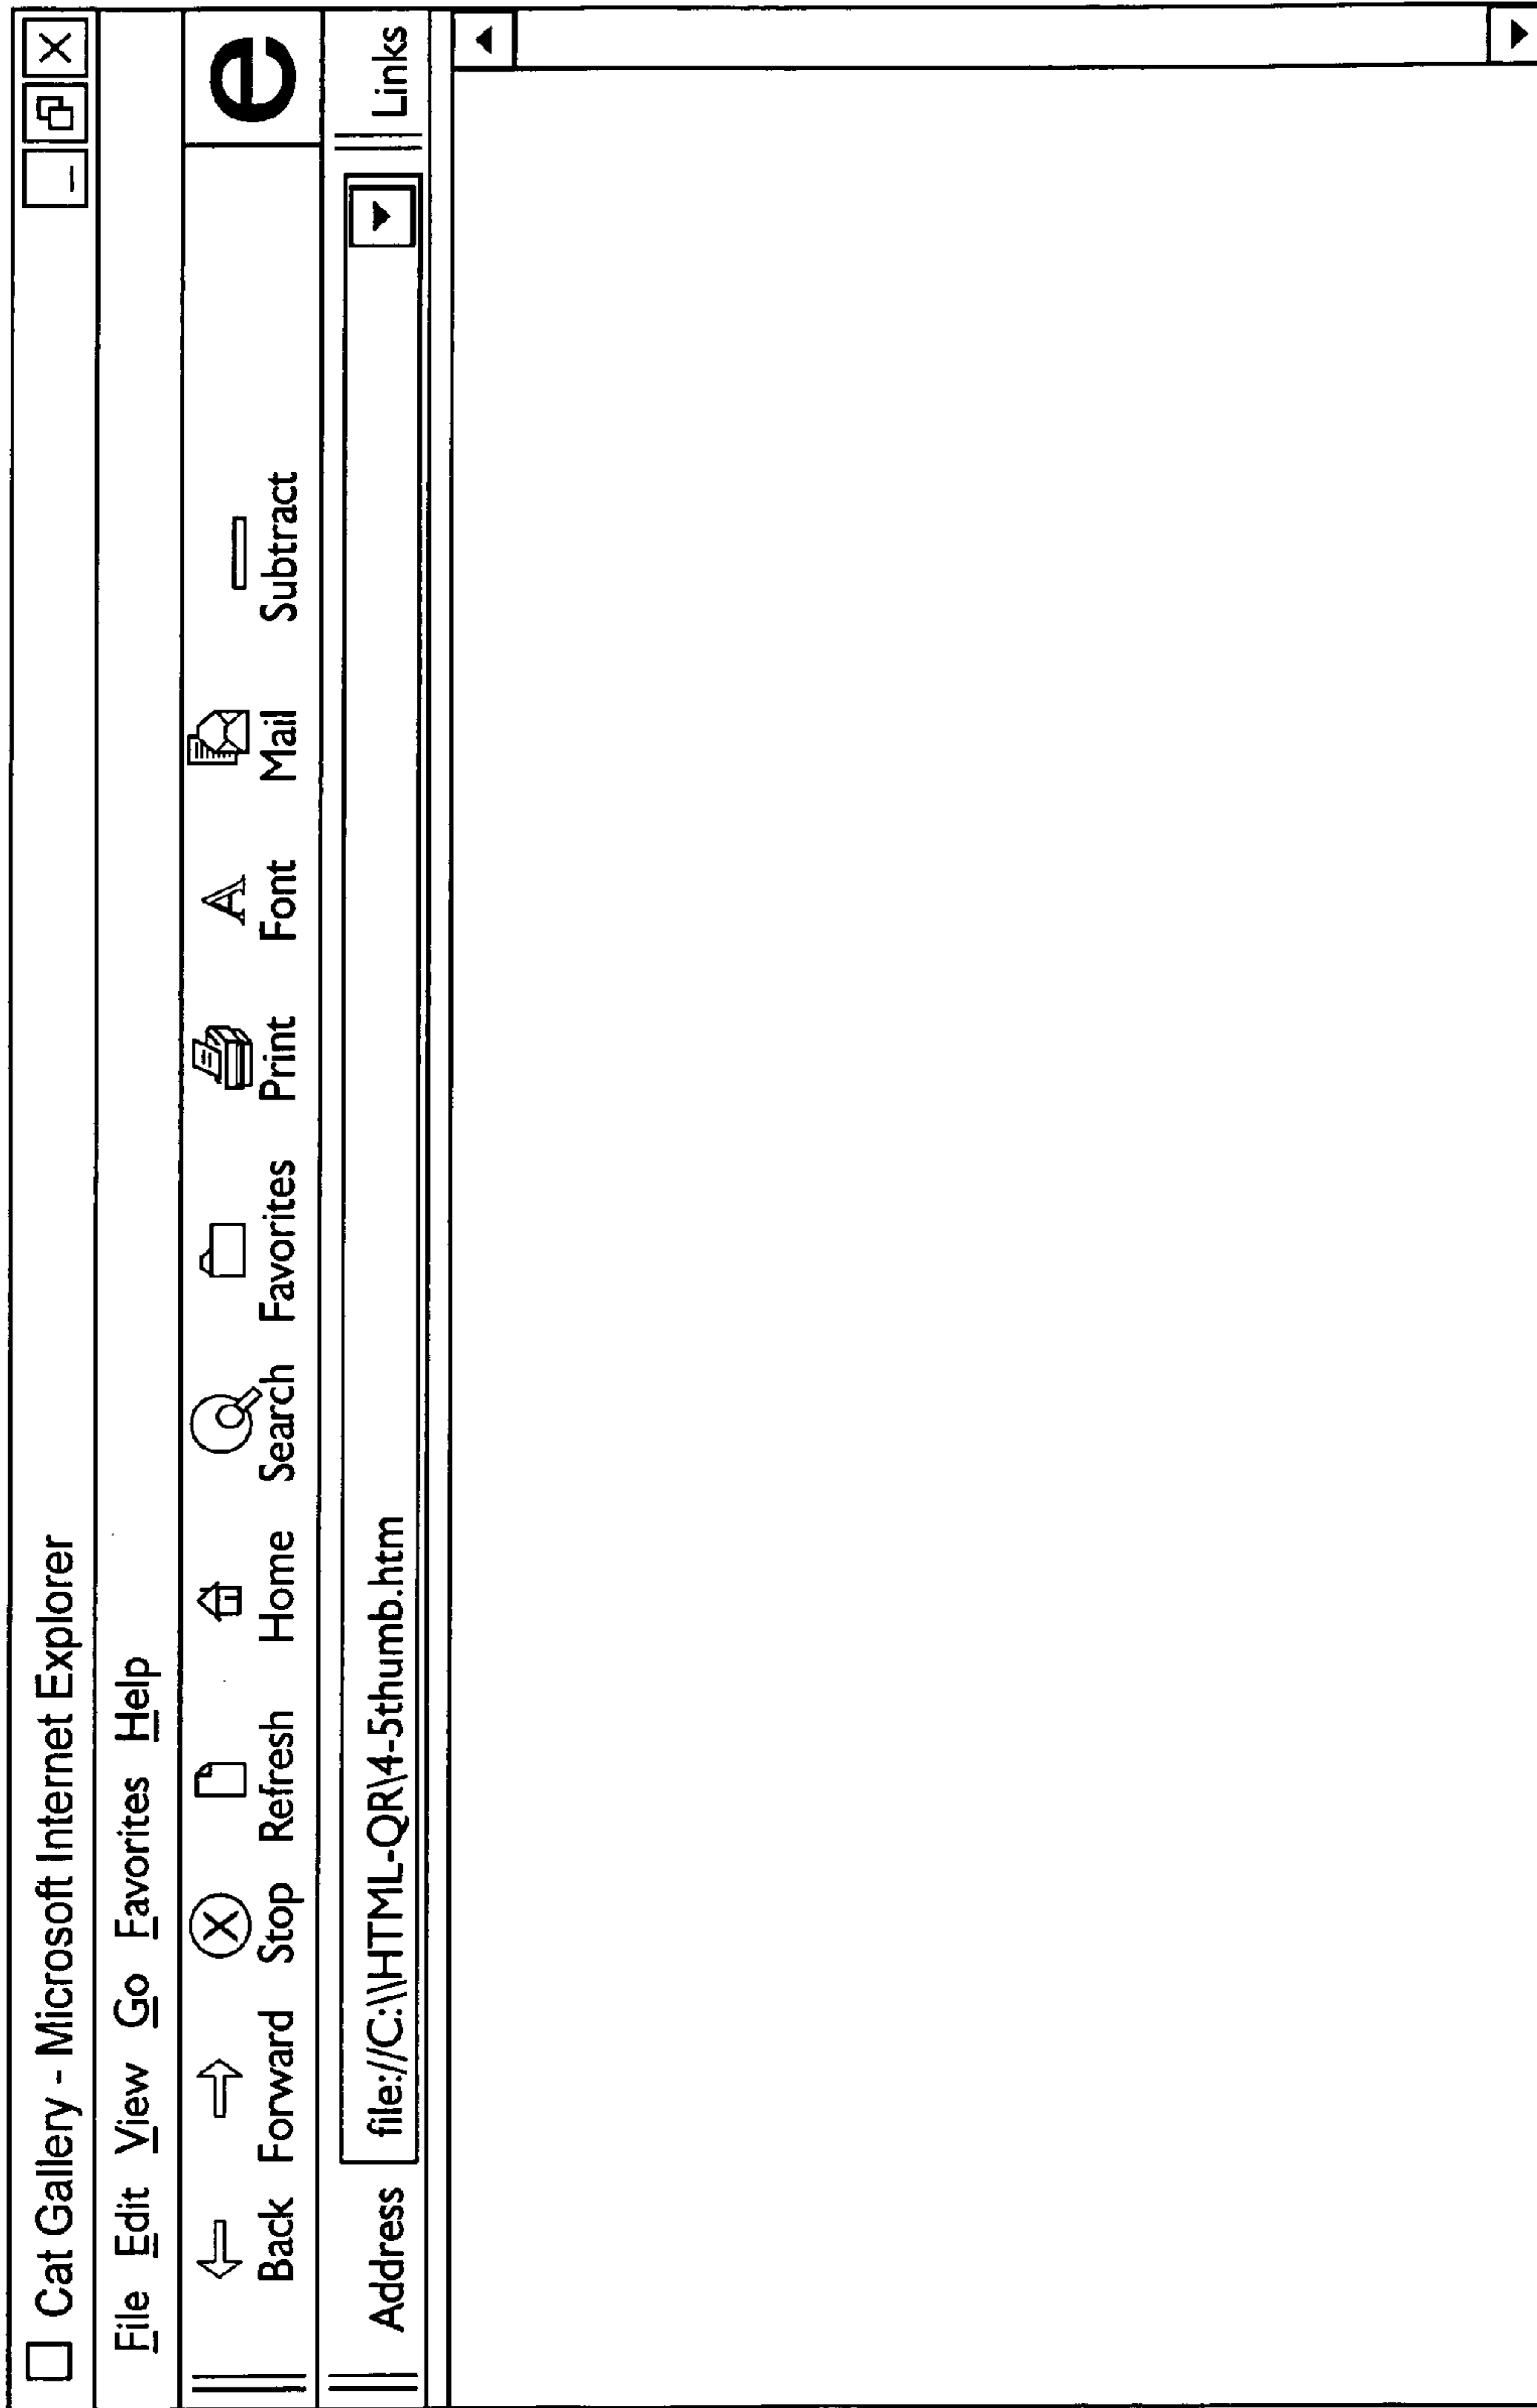 Cat Gallery - Microsoft Internet Explorer
File Edit View Go Favorites Help
Back Forward Stop Refresh Home Search Favorites Print Font Mail Subtract
e
Address file://C:\\HTML-QR\4-5thumb.htm Links